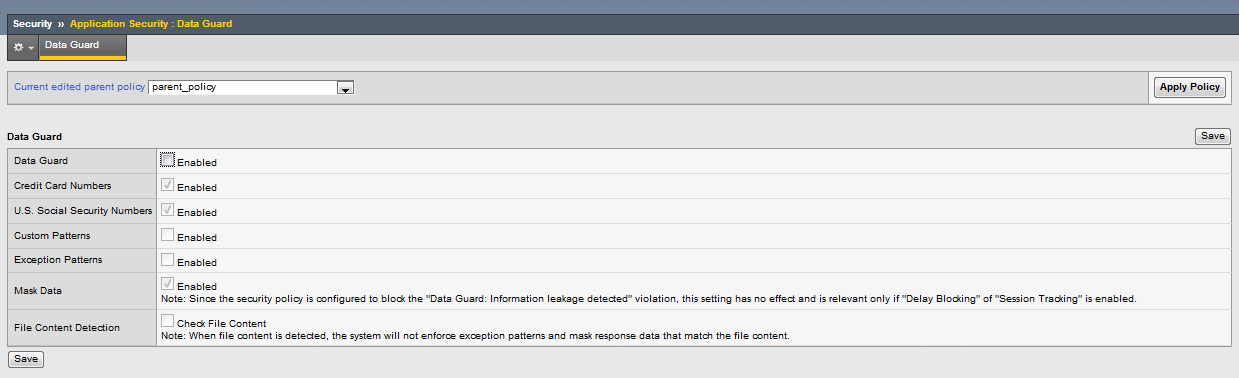 Security » Application Security : Data Guard
Data Guard
Current edited parent policy parent_policy Apply Policy
Data Guard Save
Data Guard Enabled
Credit Card Numbers Enabled
U.S. Social Security Numbers Enabled
Custom Patterns Enabled
Exception Patterns Enabled
Mask Data Enabled
Note: Since the security policy is configured to block the "Data Guard: Information leakage detected" violation, this setting has no effect and is relevant only if "Delay Blocking" of "Session Tracking" is enabled.
File Content Detection Check File Content
Note: When file content is detected, the system will not enforce exception patterns and mask response data that match the file content.
Save